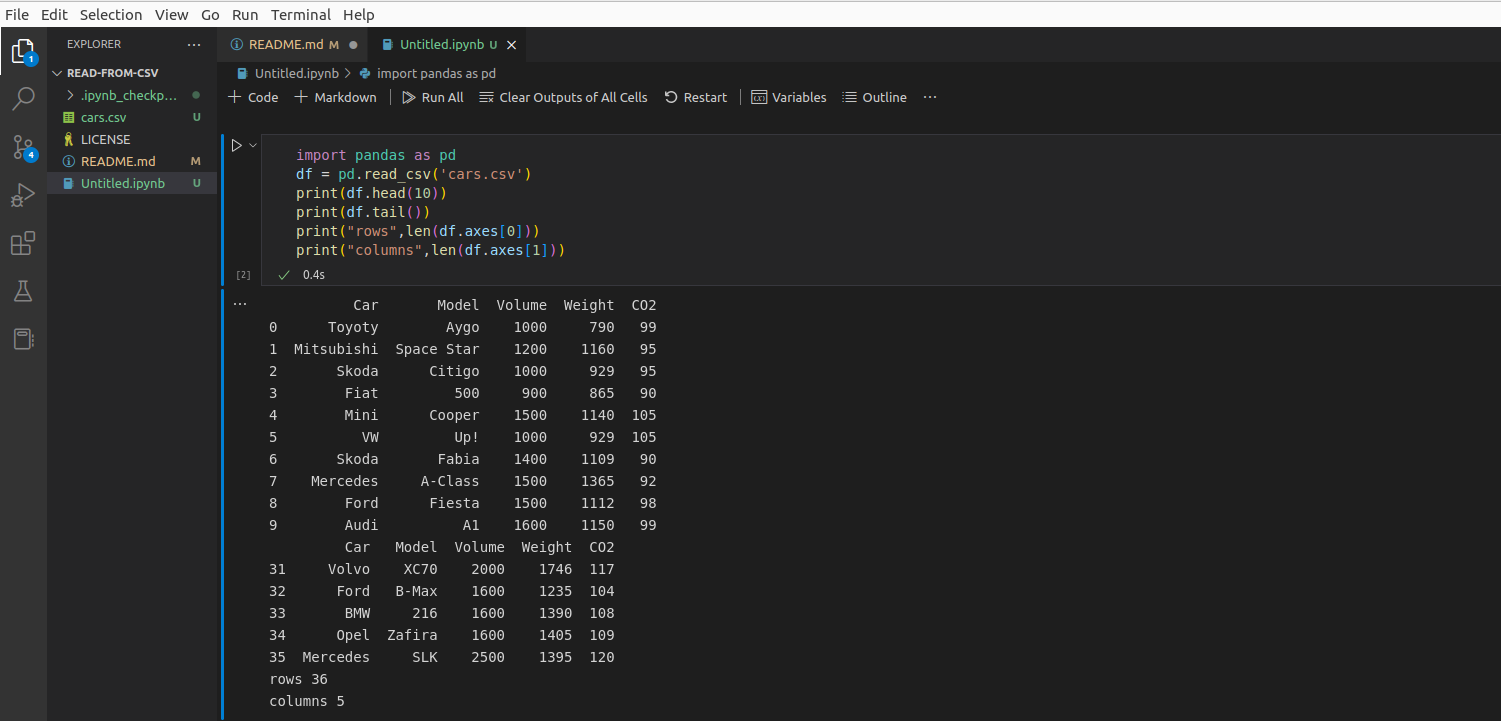 File Edit Selection View Go Run Terminal Help
EXPLORER ···
README.md M
Untitled.ipynb U
1
READ-FROM-CSV
Untitled.ipynb > import pandas as pd
.ipynb_checkp...
cars.csv U
LICENSE
README.md M
Untitled.ipynb U
4
+ Code + Markdown Run All Clear Outputs of All Cells Restart Variables Outline ···
import pandas as pd
df = pd.read_csv('cars.csv')
print(df.head(10))
print(df.tail())
print("rows",len(df.axes[0]))
print("columns",len(df.axes[1]))
[2] 0.4s
Car Model Volume Weight CO2
0 Toyoty Aygo 1000 790 99
1 Mitsubishi Space Star 1200 1160 95
2 Skoda Citigo 1000 929 95
3 Fiat 500 900 865 90
4 Mini Cooper 1500 1140 105
5 VW Up! 1000 929 105
6 Skoda Fabia 1400 1109 90
7 Mercedes A-Class 1500 1365 92
8 Ford Fiesta 1500 1112 98
9 Audi A1 1600 1150 99
Car Model Volume Weight CO2
31 Volvo XC70 2000 1746 117
32 Ford B-Max 1600 1235 104
33 BMW 216 1600 1390 108
34 Opel Zafira 1600 1405 109
35 Mercedes SLK 2500 1395 120
rows 36
columns 5